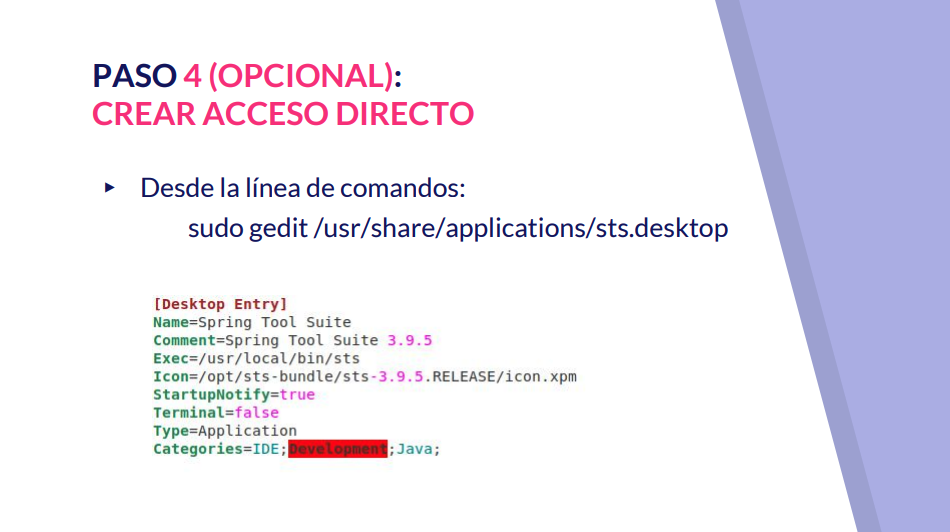 PASO 4 (OPCIONAL):
CREAR ACCESO DIRECTO
▸ Desde la línea de comandos:
sudo gedit /usr/share/applications/sts.desktop
[Desktop Entry]
Name=Spring Tool Suite
Comment=Spring Tool Suite 3.9.5
Exec=/usr/local/bin/sts
Icon=/opt/sts-bundle/sts-3.9.5.RELEASE/icon.xpm
StartupNotify=true
Terminal=false
Type=Application
Categories=IDE;Development;Java;